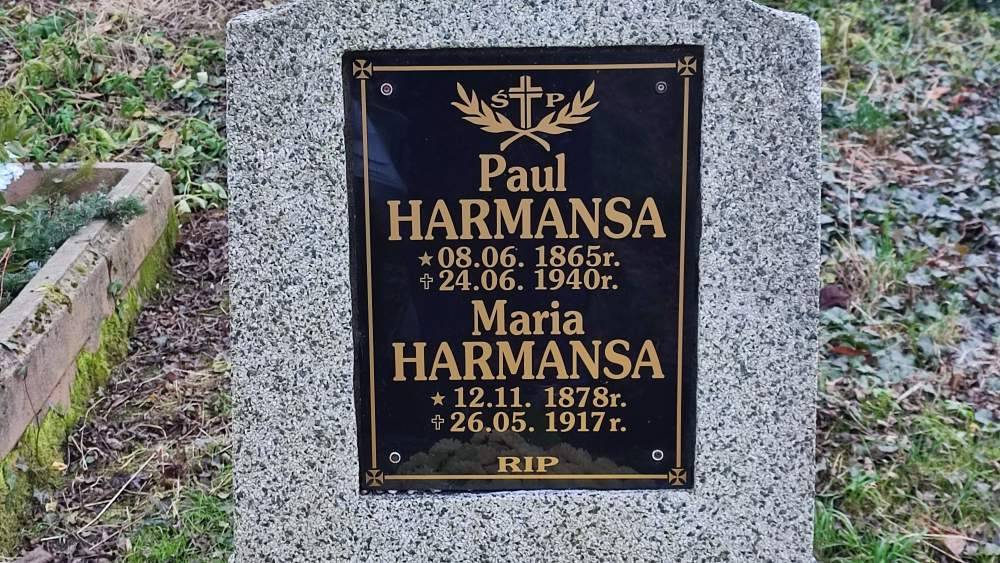 Ś P
Paul
HARMANSA
08.06. 1865r.
24.06. 1940r.
Maria
HARMANSA
12.11. 1878r.
26.05. 1917r.
RIP